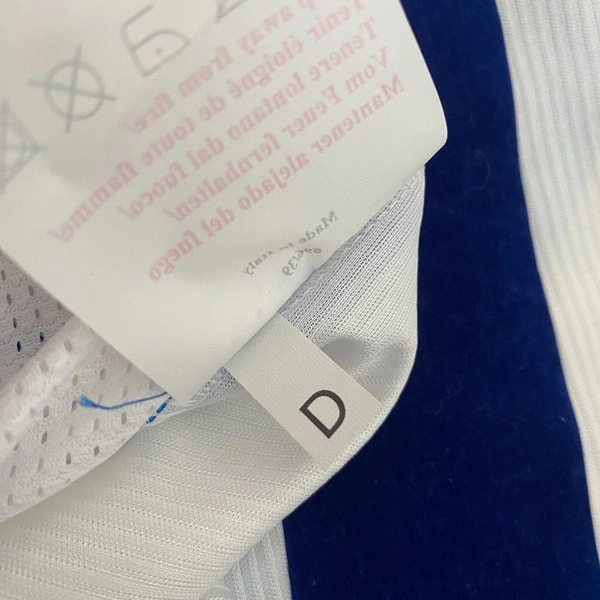 p away from fire/
Tenir éloigné de toute flamme/
Tenere lontano dal fuoco/
Vom Feuer fernhalten/
Mantener alejado del fuego
Made in Italy
D